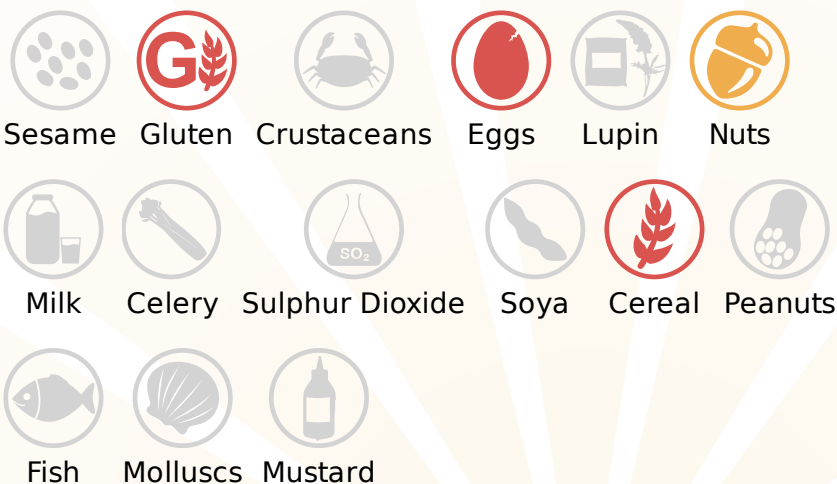 Sesame Gluten Crustaceans Eggs Lupin Nuts
SO₂
Milk Celery Sulphur Dioxide Soya Cereal Peanuts
Fish Molluscs Mustard